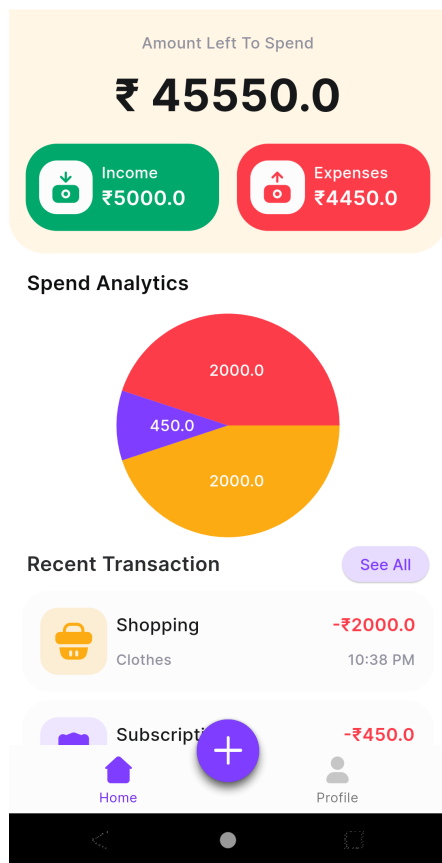 Amount Left To Spend
₹ 45550.0
Income
₹5000.0
Expenses
₹4450.0
Spend Analytics
2000.0
450.0
2000.0
Recent Transaction
See All
Shopping
-₹2000.0
Clothes
10:38 PM
Subscripti
-₹450.0
Home
Profile